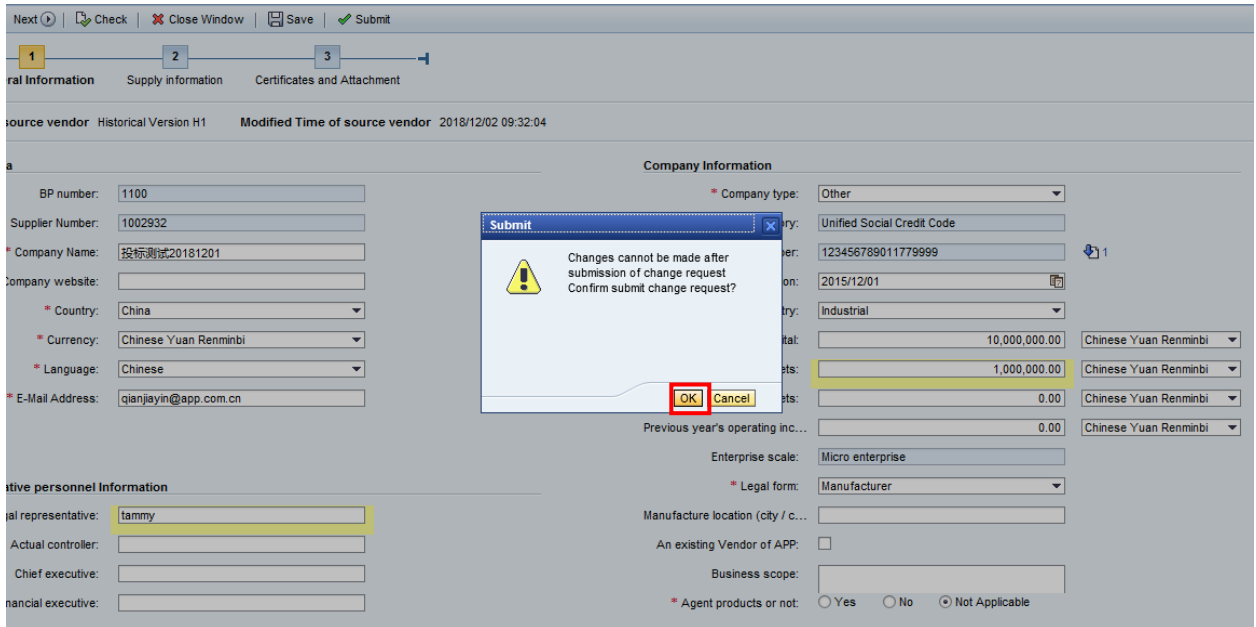 Next Check Close Window Save Submit
1 2 3
ral Information Supply information Certificates and Attachment
source vendor Historical Version H1 Modified Time of source vendor 2018/12/02 09:32:04
a
BP number: 1100
Supplier Number: 1002932
* Company Name: 投标测试20181201
Company website:
* Country: China
* Currency: Chinese Yuan Renminbi
* Language: Chinese
* E-Mail Address: qianjiayin@app.com.cn
ative personnel Information
gal representative: tammy
Actual controller:
Chief executive:
nancial executive:
Submit
Changes cannot be made after
submission of change request
Confirm submit change request?
OK Cancel
Company Information
* Company type: Other
ory: Unified Social Credit Code
ber: 123456789011779999 1
on: 2015/12/01
try: Industrial
ital: 10,000,000.00 Chinese Yuan Renminbi
ets: 1,000,000.00 Chinese Yuan Renminbi
ets: 0.00 Chinese Yuan Renminbi
Previous year's operating inc... 0.00 Chinese Yuan Renminbi
Enterprise scale: Micro enterprise
* Legal form: Manufacturer
Manufacture location (city / c...
An existing Vendor of APP:
Business scope:
* Agent products or not: Yes No Not Applicable